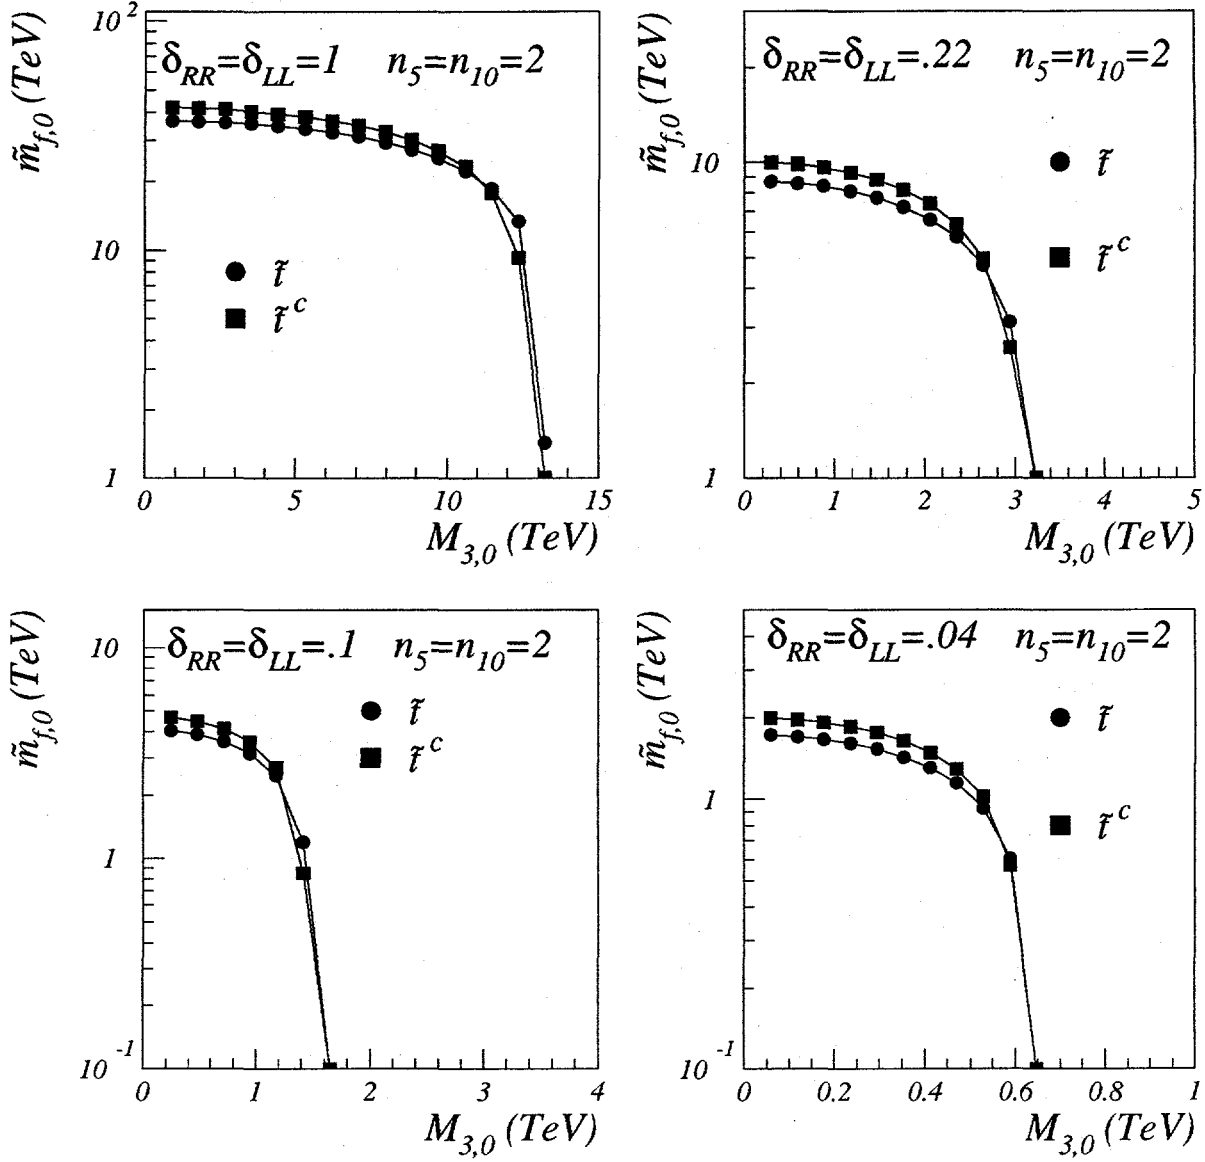 δ_RR=δ_LL=1 n_5=n_10=2
m̃_f,0 (TeV)
10^2
10
1
t̃
t̃^c
0 5 10 15
M_3,0 (TeV)
δ_RR=δ_LL=.22 n_5=n_10=2
m̃_f,0 (TeV)
10
1
t̃
t̃^c
0 1 2 3 4 5
M_3,0 (TeV)
δ_RR=δ_LL=.1 n_5=n_10=2
m̃_f,0 (TeV)
10
1
10^-1
t̃
t̃^c
0 1 2 3 4
M_3,0 (TeV)
δ_RR=δ_LL=.04 n_5=n_10=2
m̃_f,0 (TeV)
1
10^-1
t̃
t̃^c
0 0.2 0.4 0.6 0.8 1
M_3,0 (TeV)